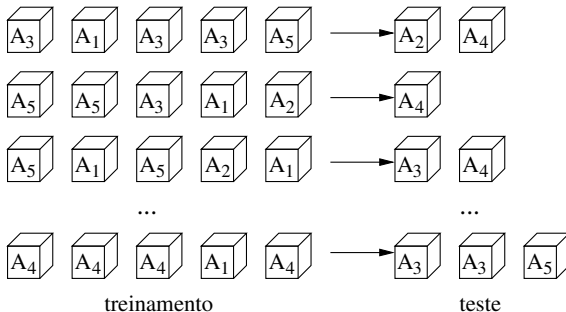 A3 A1 A3 A3 A5 A2 A4
A5 A5 A3 A1 A2 A4
A5 A1 A5 A2 A1 A3 A4
... ...
A4 A4 A4 A1 A4 A3 A3 A5
treinamento teste